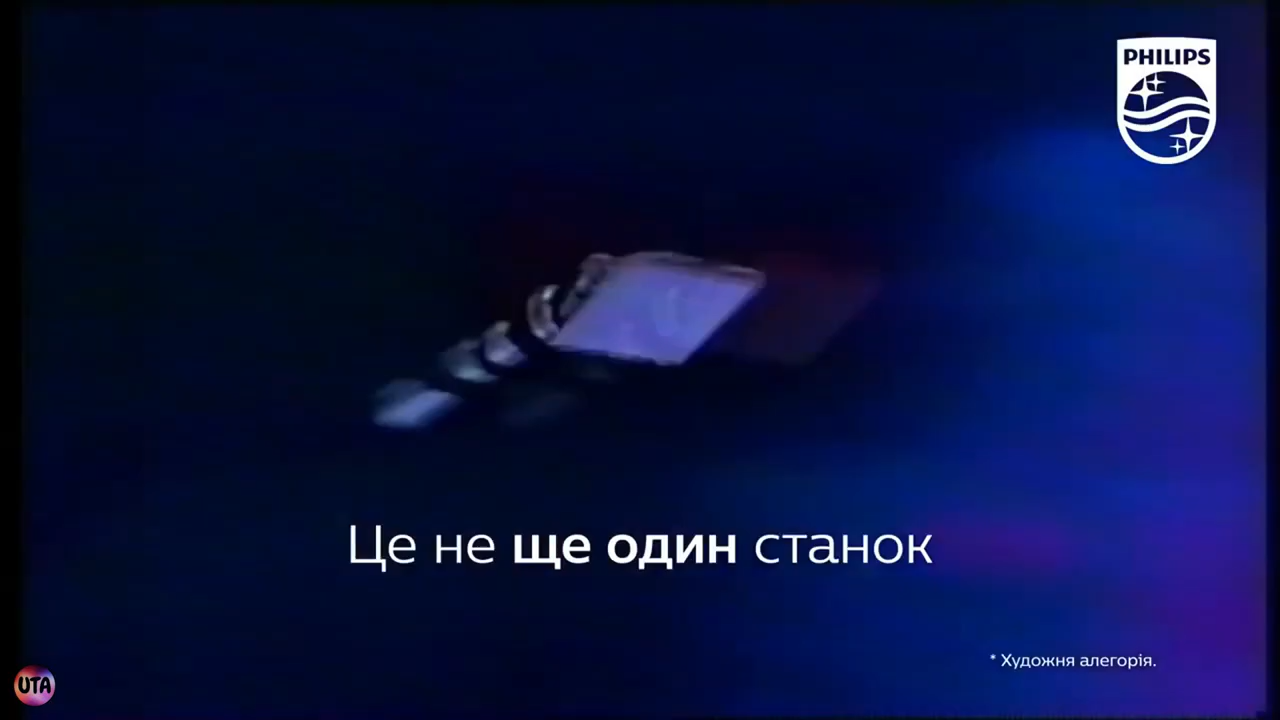 PHILIPS
Це не ще один станок
* Художня алегорія.
UTA